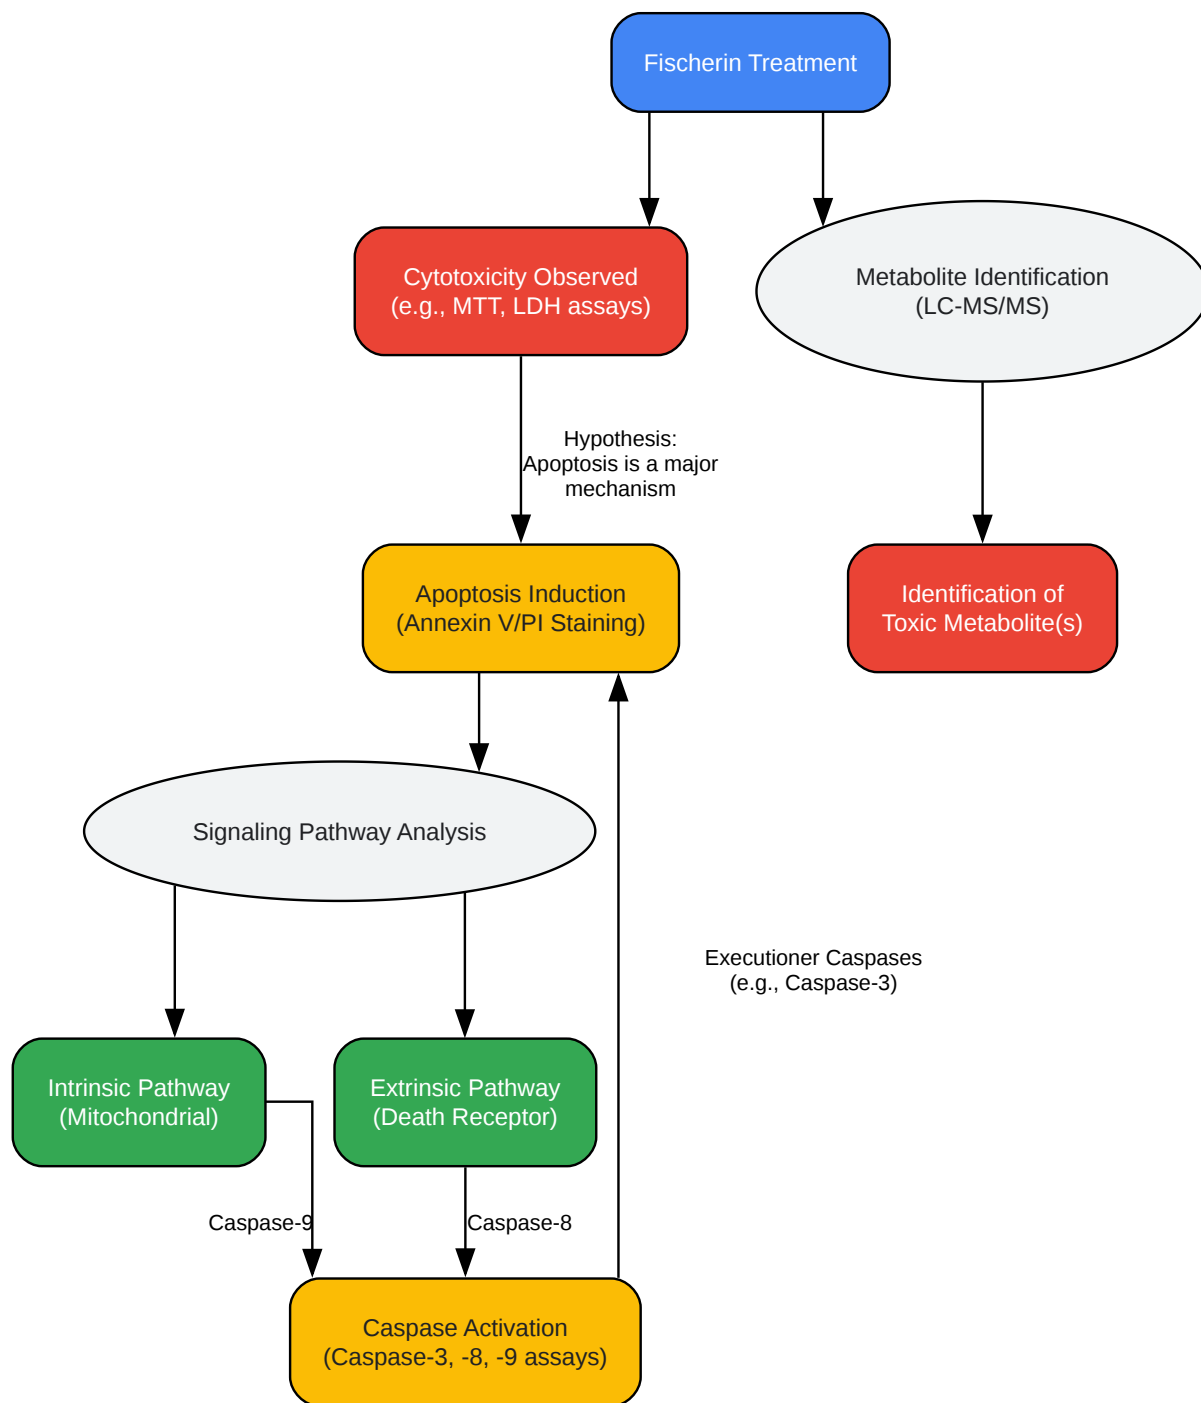 Fischerin Treatment
Cytotoxicity Observed
(e.g., MTT, LDH assays)
Metabolite Identification
(LC-MS/MS)
Hypothesis:
Apoptosis is a major
mechanism
Apoptosis Induction
(Annexin V/PI Staining)
Identification of
Toxic Metabolite(s)
Signaling Pathway Analysis
Executioner Caspases
(e.g., Caspase-3)
Intrinsic Pathway
(Mitochondrial)
Extrinsic Pathway
(Death Receptor)
Caspase-9
Caspase-8
Caspase Activation
(Caspase-3, -8, -9 assays)